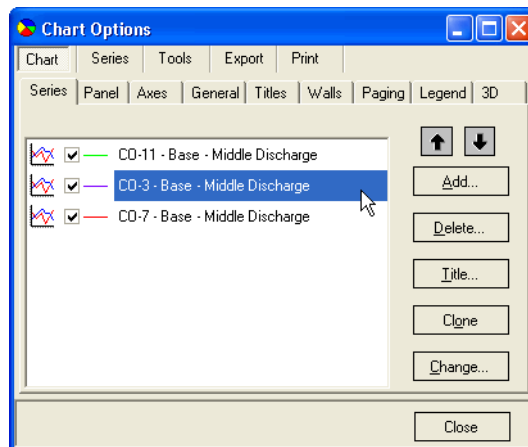 Chart Options
Chart Series Tools Export Print
Series Panel Axes General Titles Walls Paging Legend 3D
CO-11 - Base - Middle Discharge
CO-3 - Base - Middle Discharge
CO-7 - Base - Middle Discharge
Add...
Delete...
Title...
Clone
Change...
Close